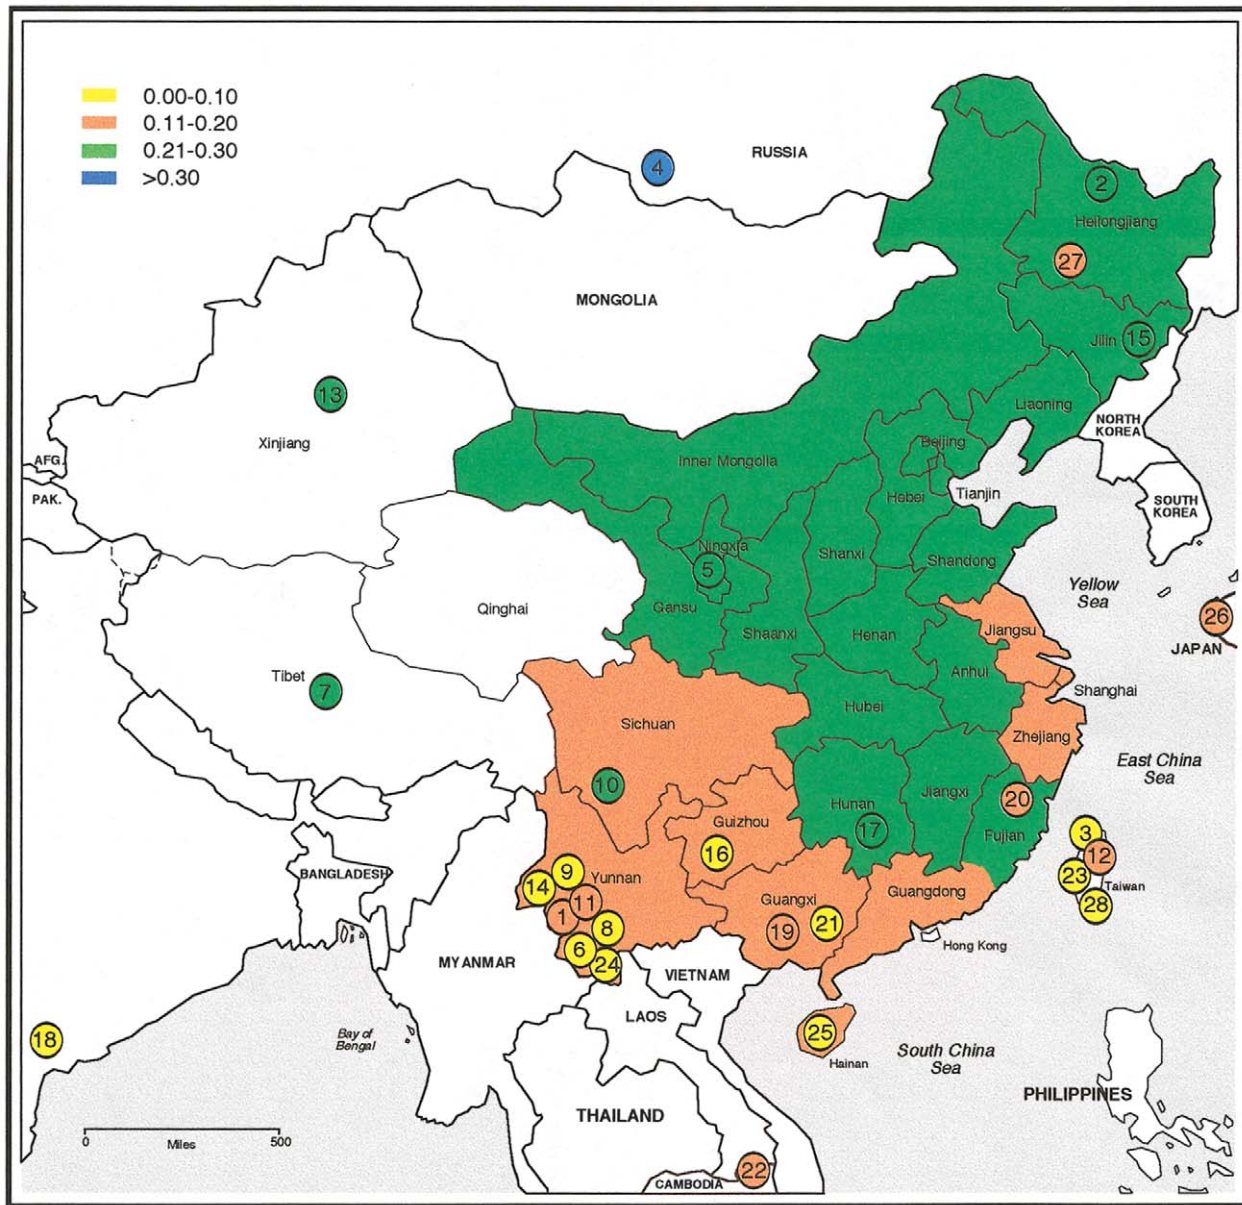 0.00-0.10
0.11-0.20
0.21-0.30
>0.30
RUSSIA
4
2
Heilongjiang
27
MONGOLIA
Jilin
15
13
Xinjiang
Liaoning
NORTH
KOREA
Beijing
AFG.
Inner Mongolia
PAK.
Hebei
Tianjin
SOUTH
KOREA
Ningxia
Shanxi
Shandong
5
Yellow
Sea
Qinghai
Gansu
26
Shaanxi
Henan
Jiangsu
JAPAN
Anhui
Tibet
7
Shanghai
Hubei
Sichuan
Zhejiang
East China
Sea
10
Jiangxi
Hunan
20
17
Guizhou
Fujian
3
16
12
BANGLADESH
9
Yunnan
23
14
Taiwan
Guangxi
Guangdong
11
28
1
8
19
21
Hong Kong
6
MYANMAR
24
VIETNAM
LAOS
18
Bay of
Bengal
25
South China
Sea
Hainan
PHILIPPINES
THAILAND
0
Miles
500
22
CAMBODIA